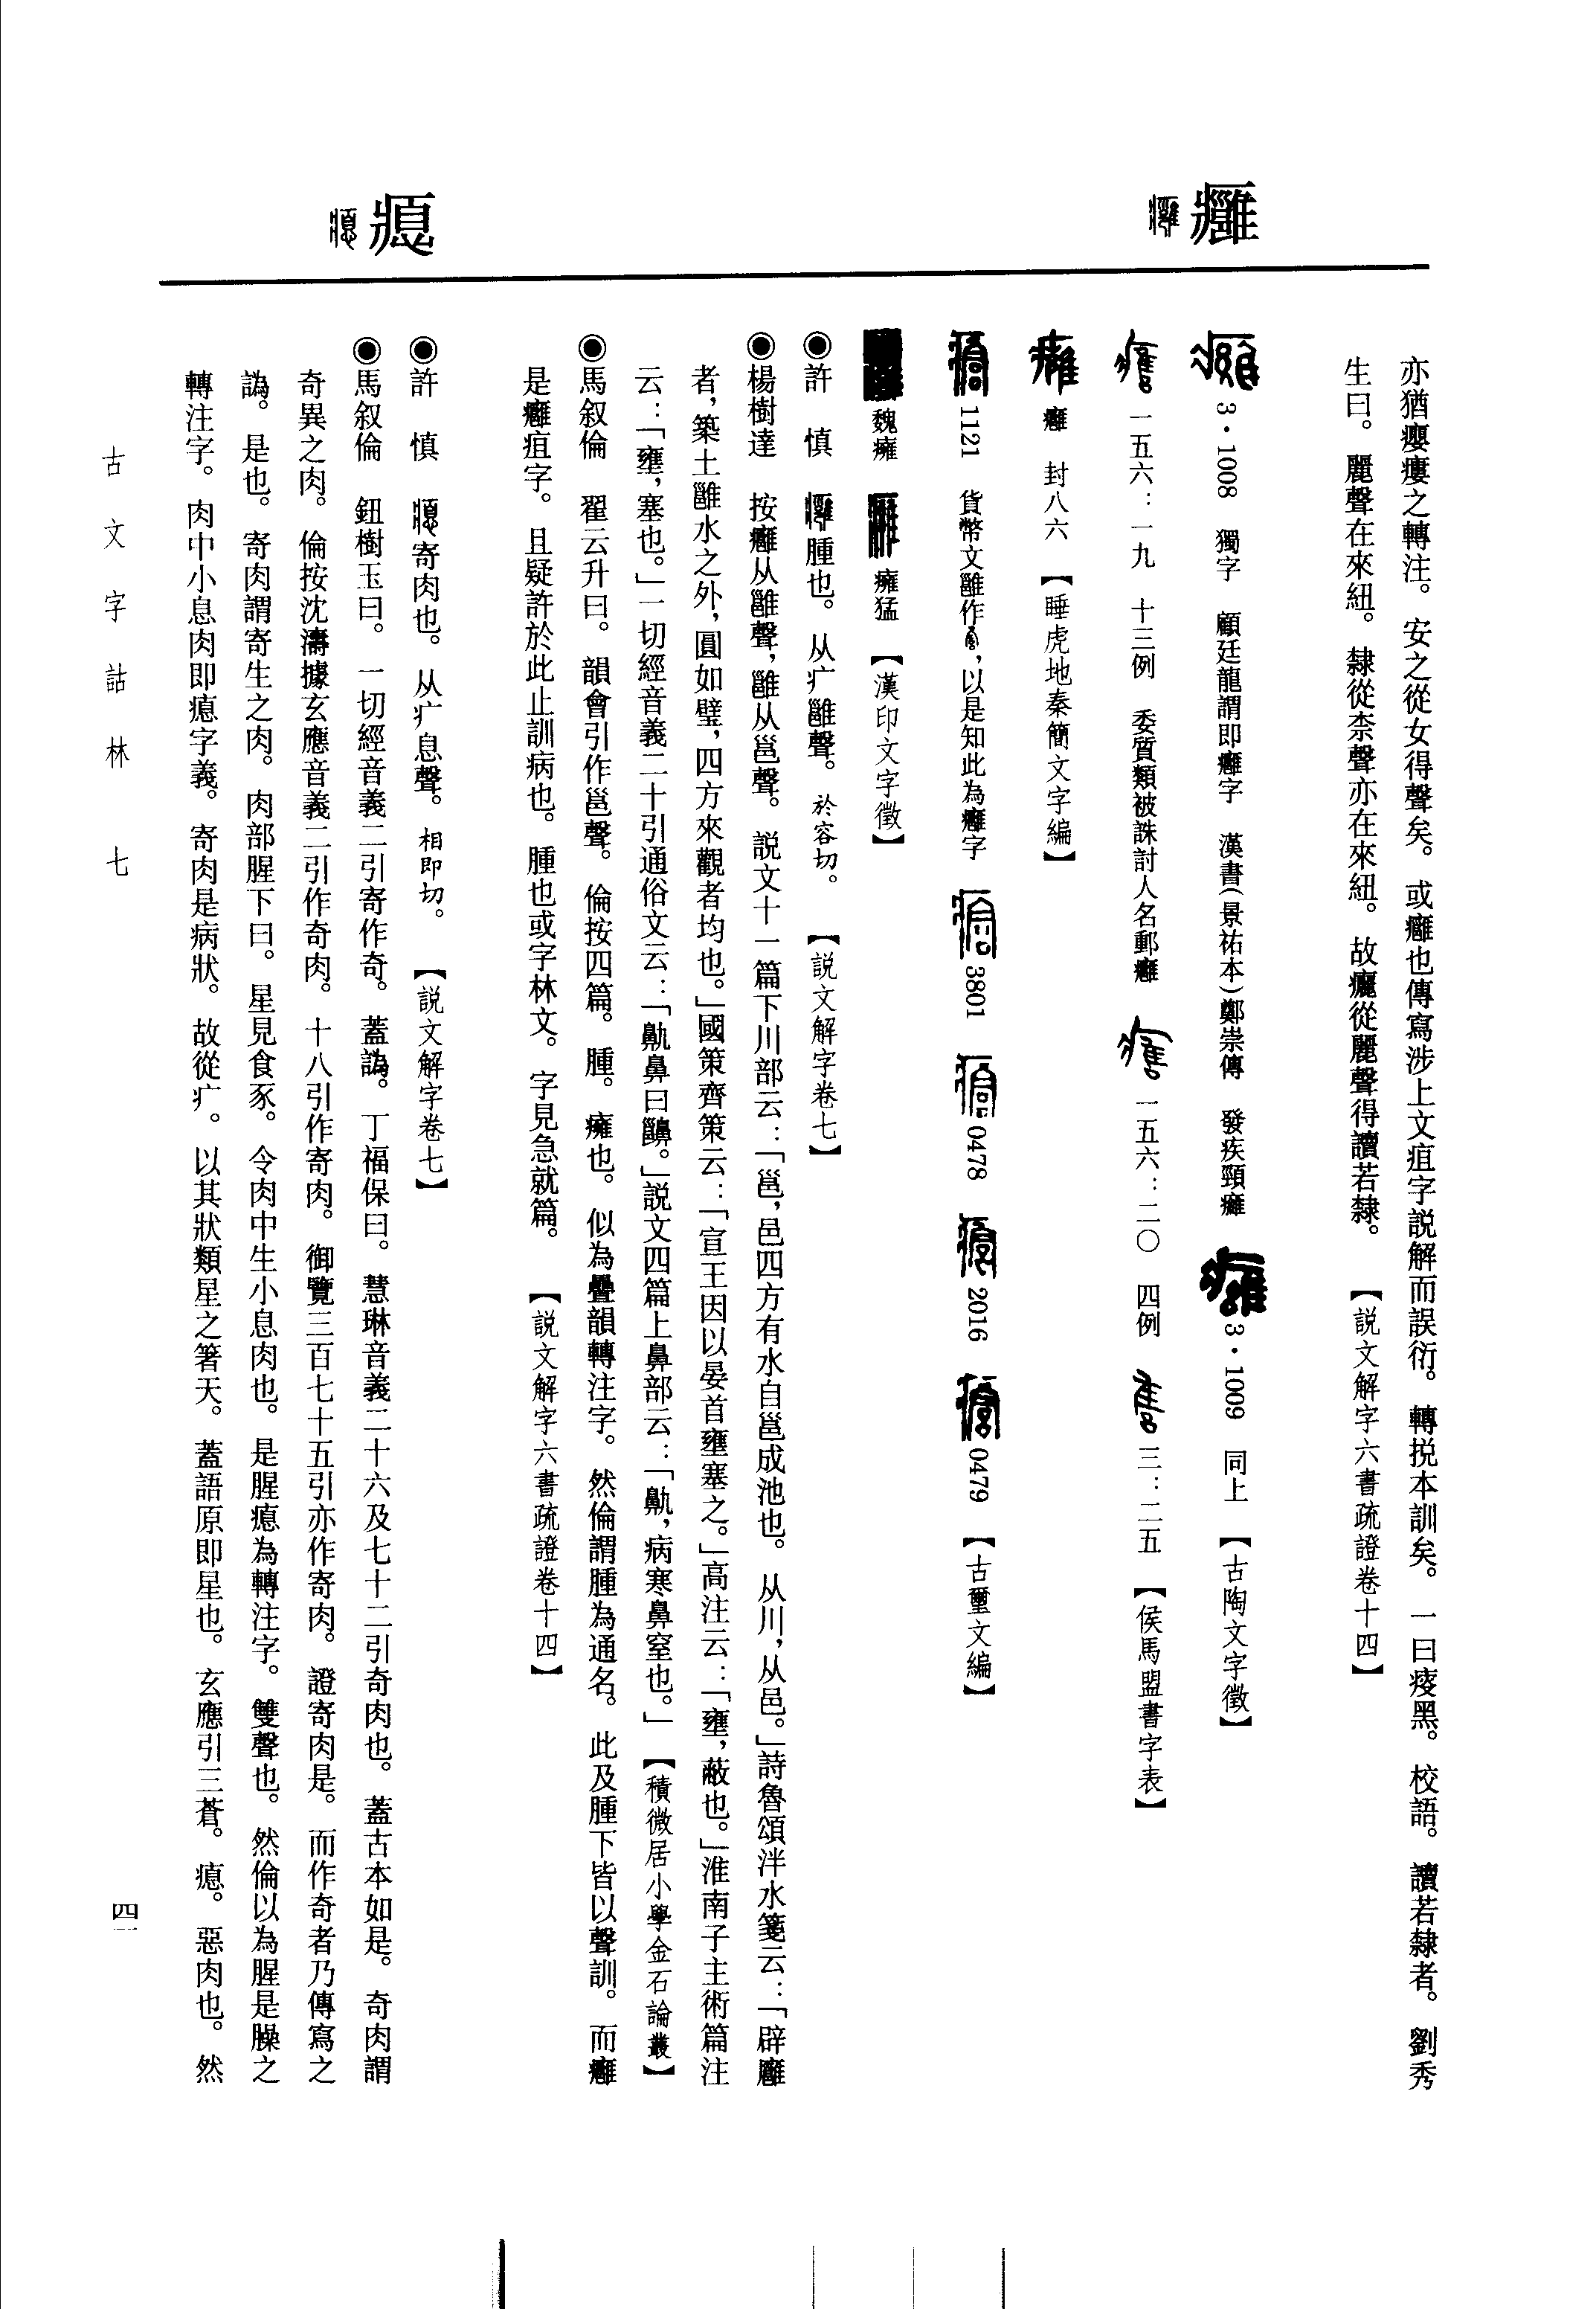 癰
瘜
亦猶癭瘻之轉注。安之從女得聲矣。或癰也傳寫涉上文疽字説解而誤衍。轉挩本訓矣。一曰痠黑。校語。讀若隸者。劉秀
生曰。麗聲在來紐。隸從柰聲亦在來紐。故癘從麗聲得讀若隸。【説文解字六書疏證卷十四】
3·1008 獨字 顧廷龍謂即癰字 漢書(景祐本)鄭崇傳 發疾頸癰 3·1009 同上 【古陶文字徵】
一五六：一九 十三例 委質類被誅討人名郵癰 一五六：二〇 四例 三：二五 【侯馬盟書字表】
癰 封八六 【睡虎地秦簡文字編】
1121 貨幣文雝作,以是知此為癰字 3801 0478 2016 0479 【古璽文編】
魏癰 癰猛 【漢印文字徵】
◉許 慎 腫也。从疒雝聲。於容切。【説文解字卷七】
◉楊樹達 按癰从雝聲，雝从邕聲。説文十一篇下川部云：「邕，邑四方有水自邕成池也。从川，从邑。」詩魯頌泮水箋云：「辟廱
者，築土雝水之外，圓如璧，四方來觀者均也。」國策齊策云：「宣王因以晏首壅塞之。」高注云：「壅，蔽也。」淮南子主術篇注
云：「壅，塞也。」一切經音義二十引通俗文云：「鼽鼻曰齆。」説文四篇上鼻部云：「鼽，病寒鼻窒也。」【積微居小學金石論叢】
◉馬叙倫 翟云升曰。韻會引作邕聲。倫按四篇。腫。癰也。似為疊韻轉注字。然倫謂腫為通名。此及腫下皆以聲訓。而癰
是癰疽字。且疑許於此止訓病也。腫也或字林文。字見急就篇。【説文解字六書疏證卷十四】
◉許 慎 寄肉也。从疒息聲。相即切。【説文解字卷七】
◉馬叙倫 鈕樹玉曰。一切經音義二引寄作奇。蓋譌。丁福保曰。慧琳音義二十六及七十二引奇肉也。蓋古本如是。奇肉謂
奇異之肉。倫按沈濤據玄應音義二引作奇肉。十八引作寄肉。御覽三百七十五引亦作寄肉。證寄肉是。而作奇者乃傳寫之
譌。是也。寄肉謂寄生之肉。肉部腥下曰。星見食豕。令肉中生小息肉也。是腥瘜為轉注字。雙聲也。然倫以為腥是臊之
轉注字。肉中小息肉即瘜字義。寄肉是病狀。故從疒。以其狀類星之箸天。蓋語原即星也。玄應引三蒼。瘜。惡肉也。然
古文字詁林 七